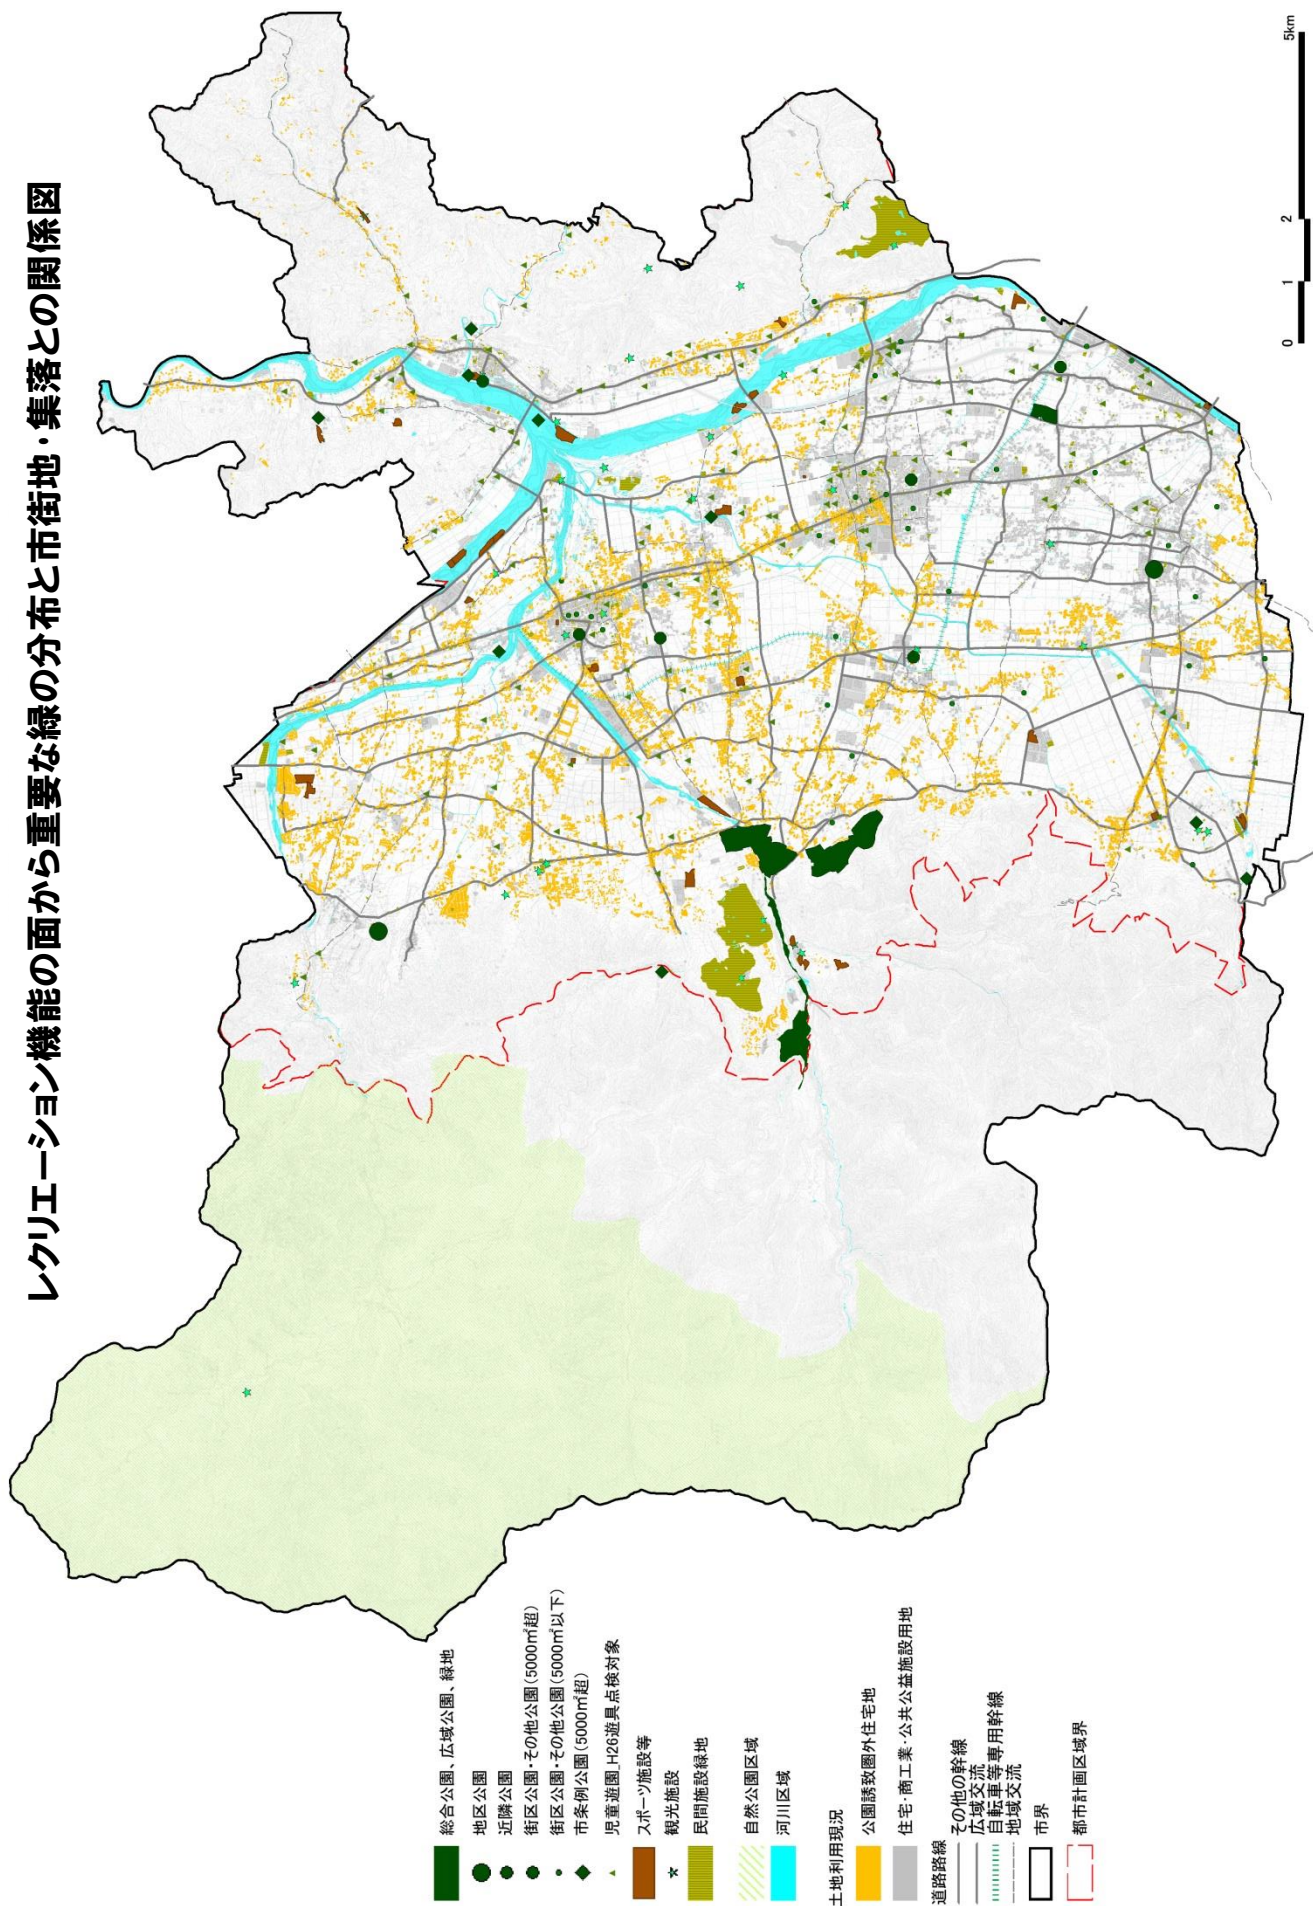 レクリエーション機能の面から重要な緑の分布と市街地・集落との関係図
総合公園、広域公園、緑地
地区公園
近隣公園
街区公園・その他公園(5000㎡超)
街区公園・その他公園(5000㎡以下)
市条例公園(5000㎡超)
児童遊園_H26遊具点検対象
スポーツ施設等
観光施設
民間施設緑地
自然公園区域
河川区域
土地利用現況
公園誘致圏外住宅地
住宅・商工業・公共公益施設用地
道路路線
その他の幹線
広域交流
自転車等専用幹線
地域交流
市界
都市計画区域界
0 1 2 5km